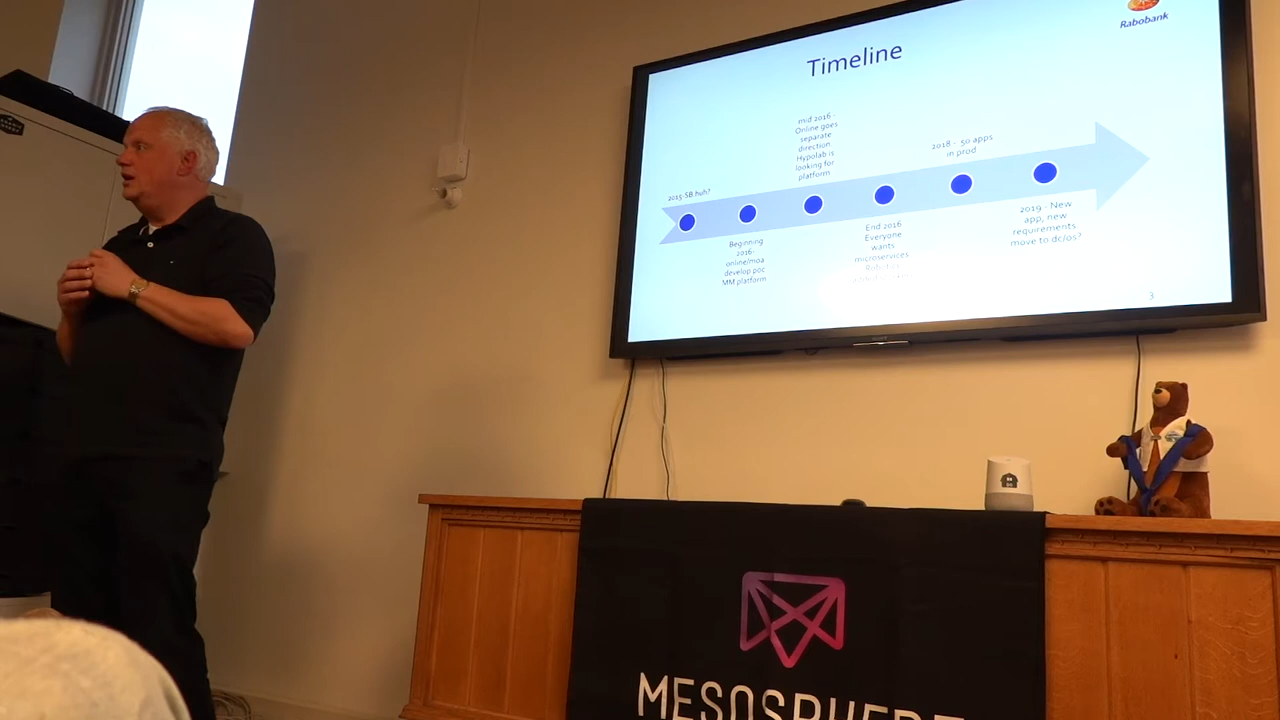 Rabobank
Timeline
mid 2016 -
Online goes
separate
direction
Hypolab is
looking for
platform
2018 - 50 apps
in prod
2015-SB huh?
Beginning
2016-
online/moa
develop poc
MM platform
End 2016
Everyone
wants
microservices
2019 - New
app, new
requirements
move to dc/os?
3
SONY
MESOSPHERE